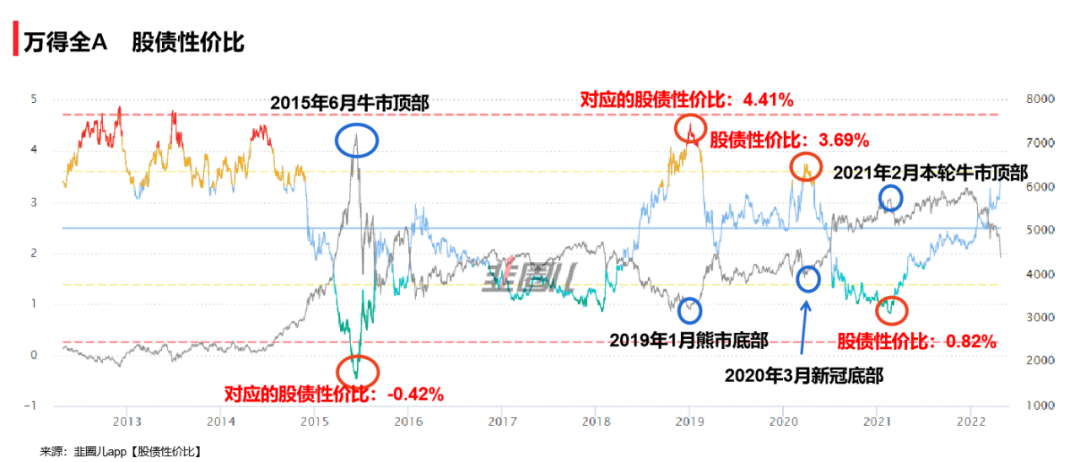 万得全A 股债性价比
5
4
3
2
1
0
-1
8000
7000
6000
5000
4000
3000
2000
1000
2015年6月牛市顶部
对应的股债性价比：4.41%
股债性价比：3.69%
2021年2月本轮牛市顶部
韭圈儿
2019年1月熊市底部
股债性价比：0.82%
2020年3月新冠底部
对应的股债性价比：-0.42%
2013
2014
2015
2016
2017
2018
2019
2020
2021
2022
来源：韭圈儿app【股债性价比】